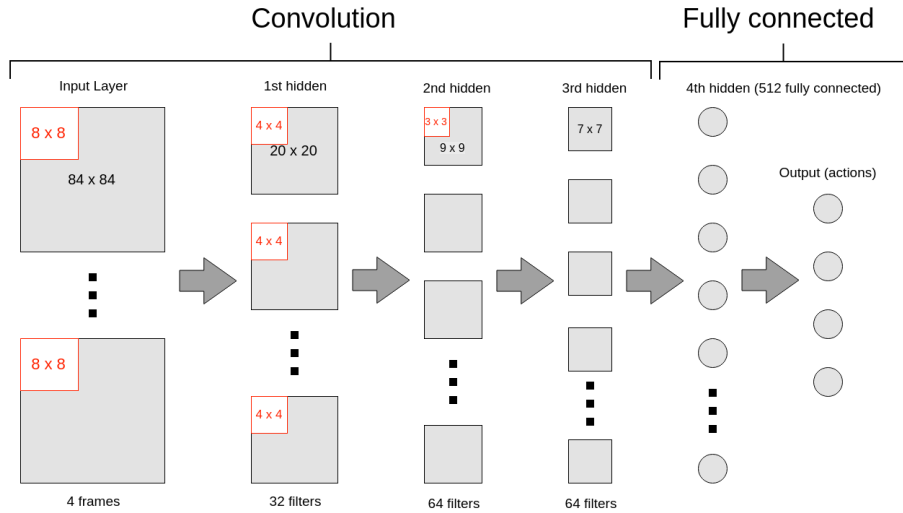 Convolution
Fully connected
Input Layer
1st hidden
2nd hidden
3rd hidden
4th hidden (512 fully connected)
8 x 8
84 x 84
4 x 4
20 x 20
3 x 3
9 x 9
7 x 7
Output (actions)
4 x 4
8 x 8
4 x 4
4 frames
32 filters
64 filters
64 filters